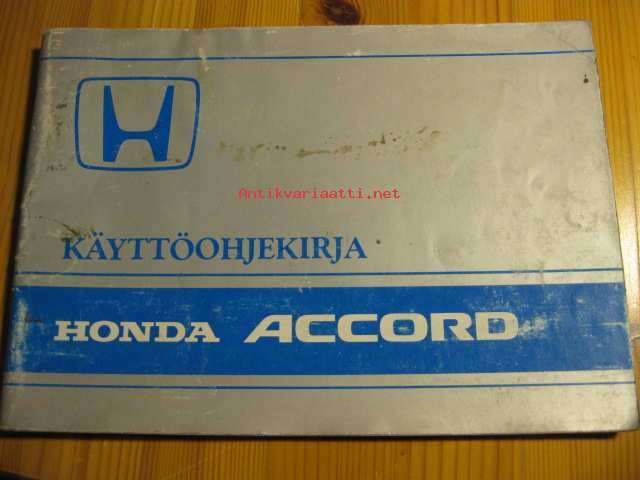 Antikvariaatti.net
KÄYTTÖOHJEKIRJA
HONDA ACCORD